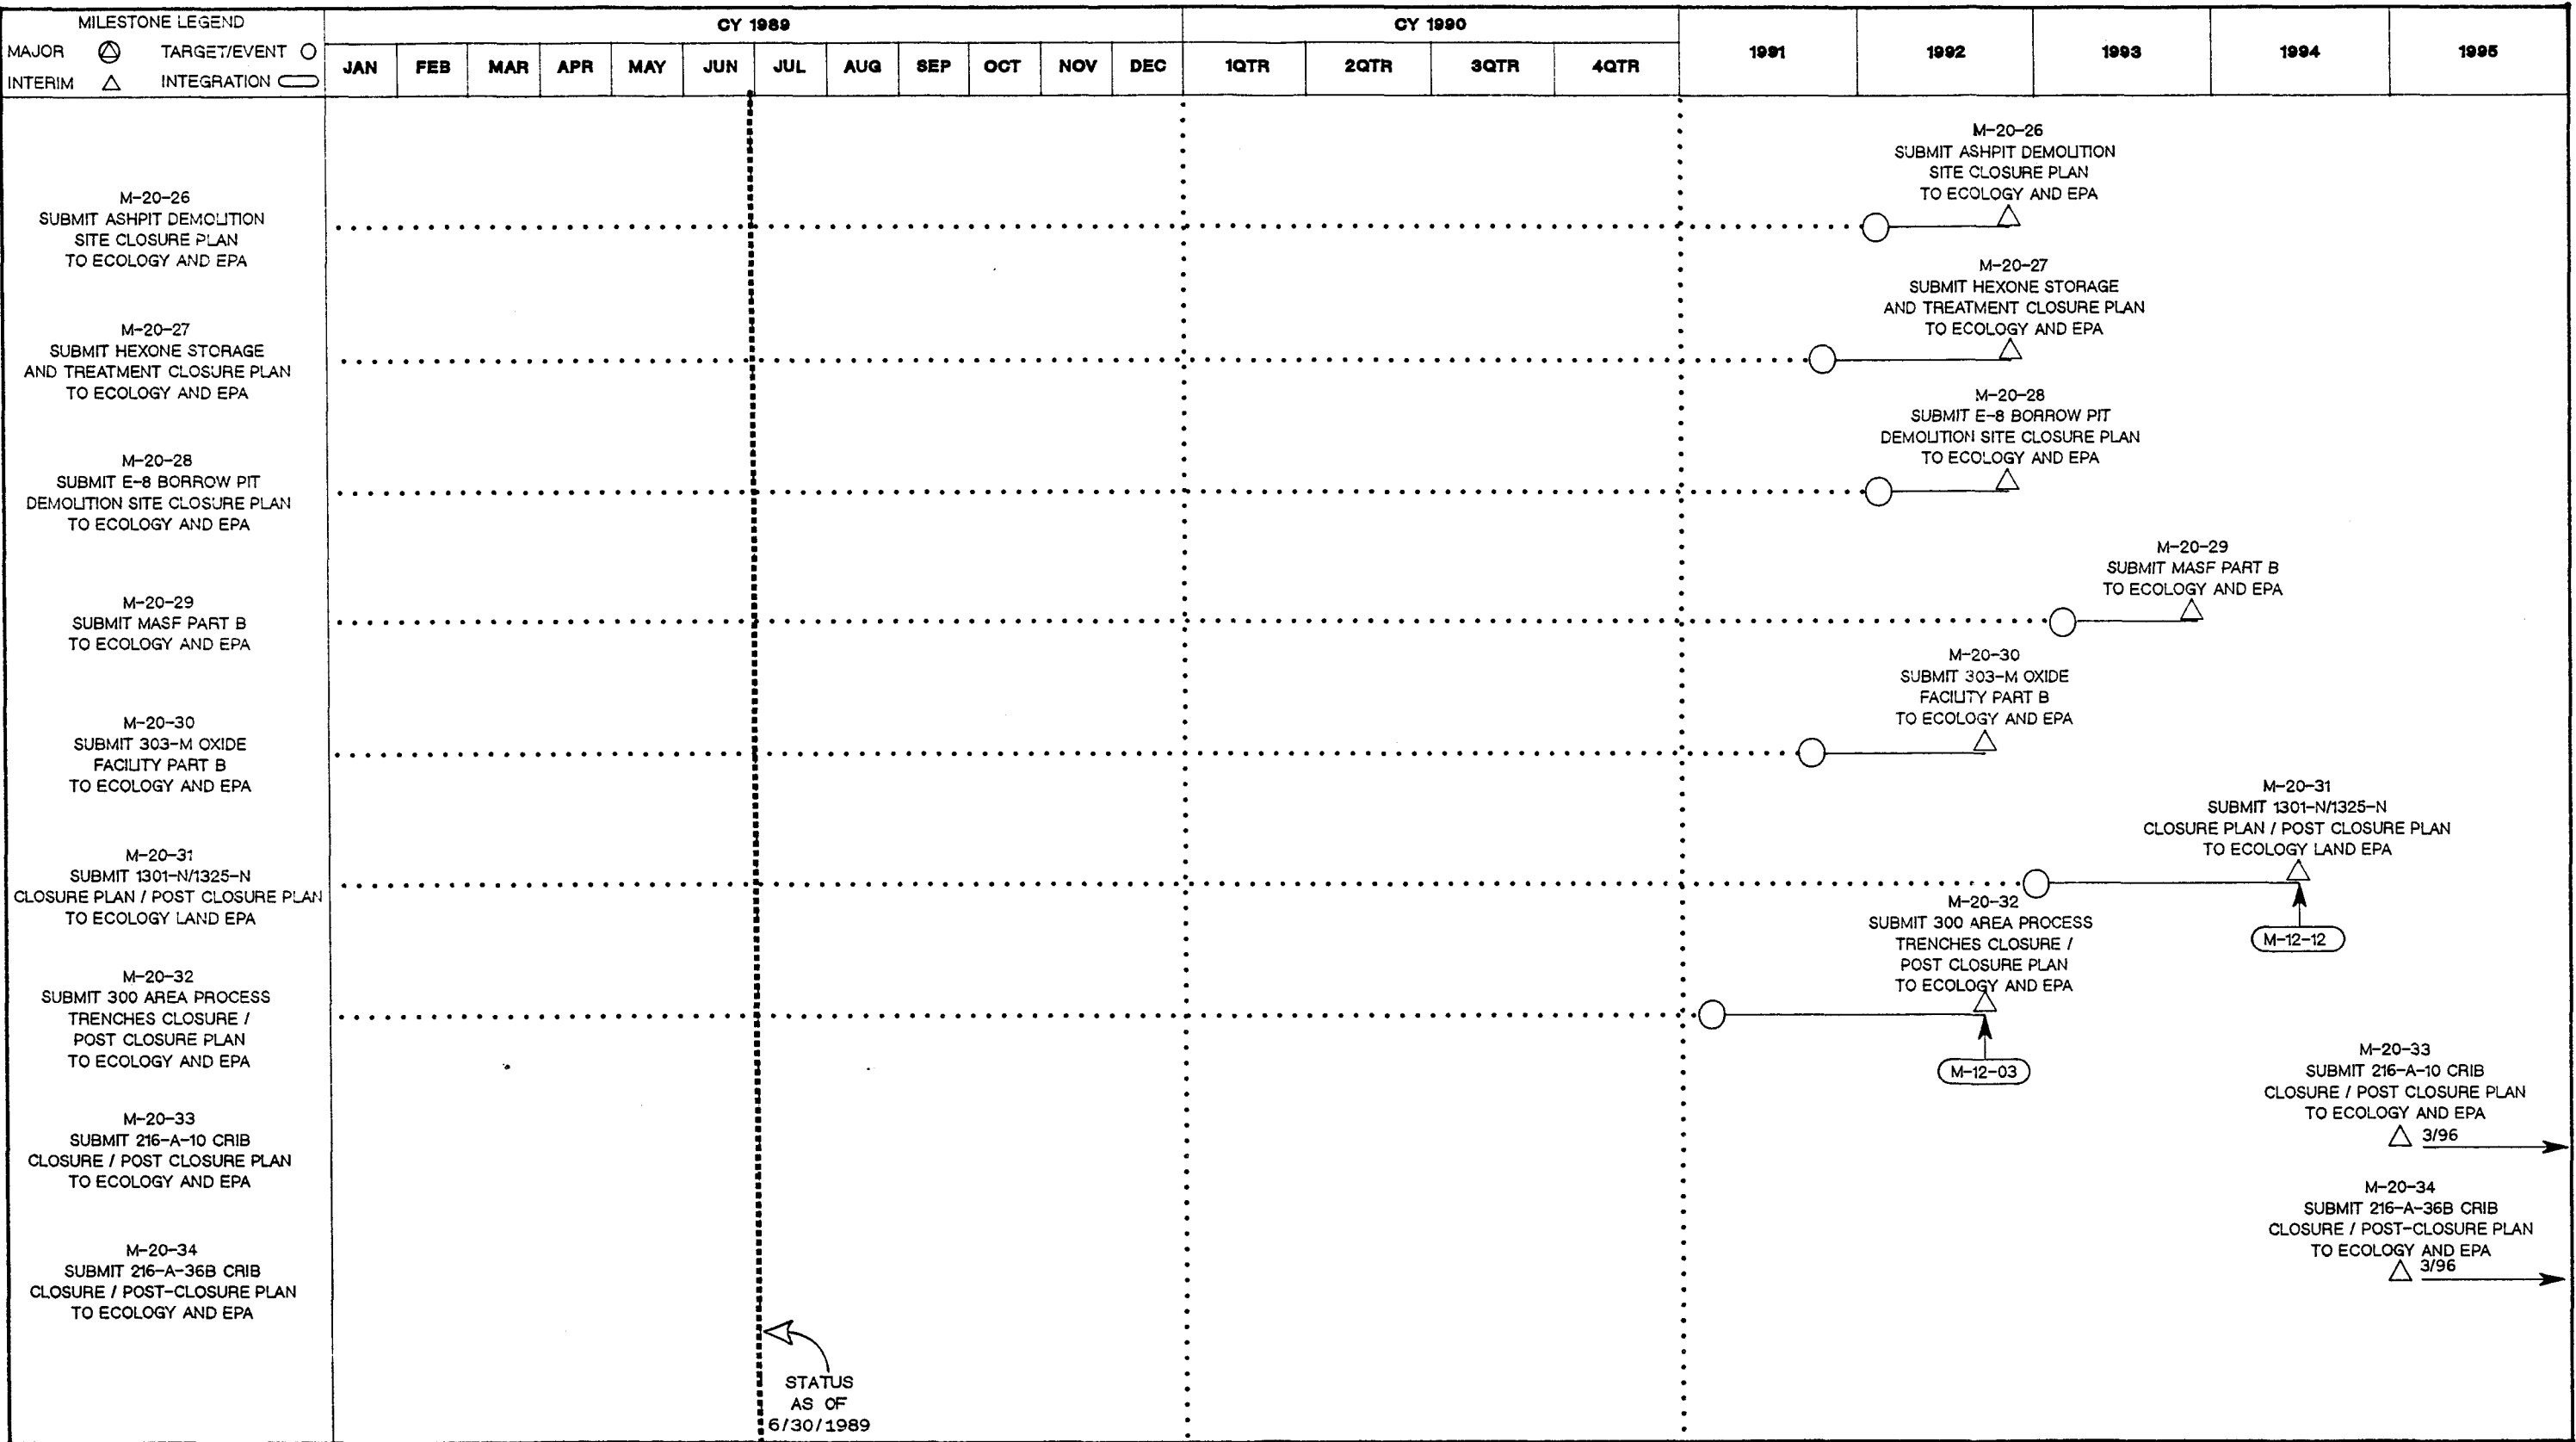 MILESTONE LEGEND
MAJOR TARGET/EVENT
INTERIM INTEGRATION
CY 1989
CY 1990
JAN FEB MAR APR MAY JUN JUL AUG SEP OCT NOV DEC 1QTR 2QTR 3QTR 4QTR 1991 1992 1993 1994 1995
M-20-26
SUBMIT ASHPIT DEMOLITION
SITE CLOSURE PLAN
TO ECOLOGY AND EPA
M-20-26
SUBMIT ASHPIT DEMOLITION
SITE CLOSURE PLAN
TO ECOLOGY AND EPA
M-20-27
SUBMIT HEXONE STORAGE
AND TREATMENT CLOSURE PLAN
TO ECOLOGY AND EPA
M-20-27
SUBMIT HEXONE STORAGE
AND TREATMENT CLOSURE PLAN
TO ECOLOGY AND EPA
M-20-28
SUBMIT E-8 BORROW PIT
DEMOLITION SITE CLOSURE PLAN
TO ECOLOGY AND EPA
M-20-28
SUBMIT E-8 BORROW PIT
DEMOLITION SITE CLOSURE PLAN
TO ECOLOGY AND EPA
M-20-29
SUBMIT MASF PART B
TO ECOLOGY AND EPA
M-20-29
SUBMIT MASF PART B
TO ECOLOGY AND EPA
M-20-30
SUBMIT 303-M OXIDE
FACILITY PART B
TO ECOLOGY AND EPA
M-20-30
SUBMIT 303-M OXIDE
FACILITY PART B
TO ECOLOGY AND EPA
M-20-31
SUBMIT 1301-N/1325-N
CLOSURE PLAN / POST CLOSURE PLAN
TO ECOLOGY LAND EPA
M-20-31
SUBMIT 1301-N/1325-N
CLOSURE PLAN / POST CLOSURE PLAN
TO ECOLOGY LAND EPA
M-12-12
M-20-32
SUBMIT 300 AREA PROCESS
TRENCHES CLOSURE /
POST CLOSURE PLAN
TO ECOLOGY AND EPA
M-20-32
SUBMIT 300 AREA PROCESS
TRENCHES CLOSURE /
POST CLOSURE PLAN
TO ECOLOGY AND EPA
M-12-03
M-20-33
SUBMIT 216-A-10 CRIB
CLOSURE / POST CLOSURE PLAN
TO ECOLOGY AND EPA
M-20-33
SUBMIT 216-A-10 CRIB
CLOSURE / POST CLOSURE PLAN
TO ECOLOGY AND EPA
3/96
M-20-34
SUBMIT 216-A-36B CRIB
CLOSURE / POST-CLOSURE PLAN
TO ECOLOGY AND EPA
M-20-34
SUBMIT 216-A-36B CRIB
CLOSURE / POST-CLOSURE PLAN
TO ECOLOGY AND EPA
3/96
STATUS
AS OF
6/30/1989